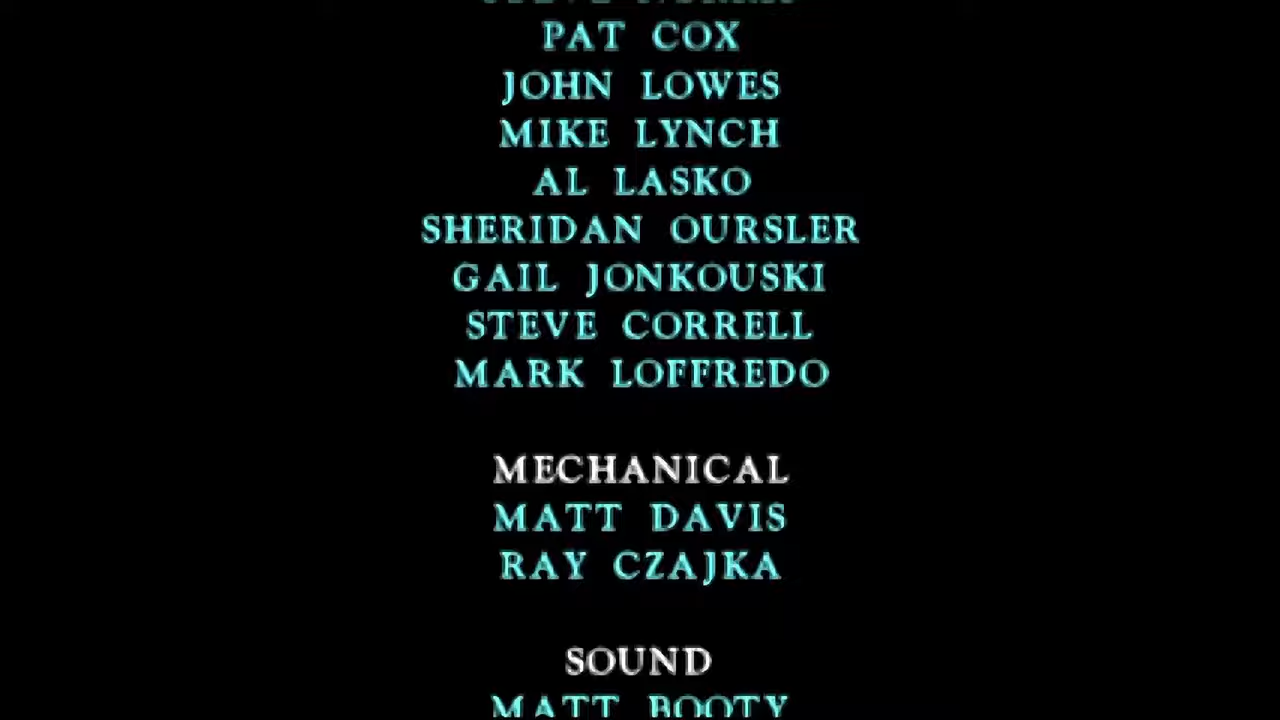 PAT COX
JOHN LOWES
MIKE LYNCH
AL LASKO
SHERIDAN OURSLER
GAIL JONKOUSKI
STEVE CORRELL
MARK LOFFREDO
MECHANICAL
MATT DAVIS
RAY CZAJKA
SOUND
MATT BOOTY